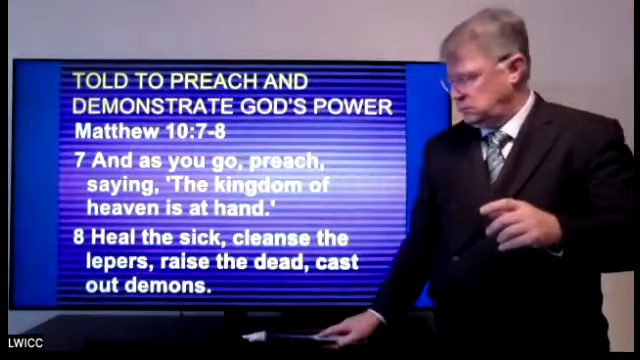 TOLD TO PREACH AND
DEMONSTRATE GOD'S POWER
Matthew 10:7-8
7 And as you go, preach,
saying, 'The kingdom of
heaven is at hand.'
8 Heal the sick, cleanse the
lepers, raise the dead, cast
out demons.
LWICC